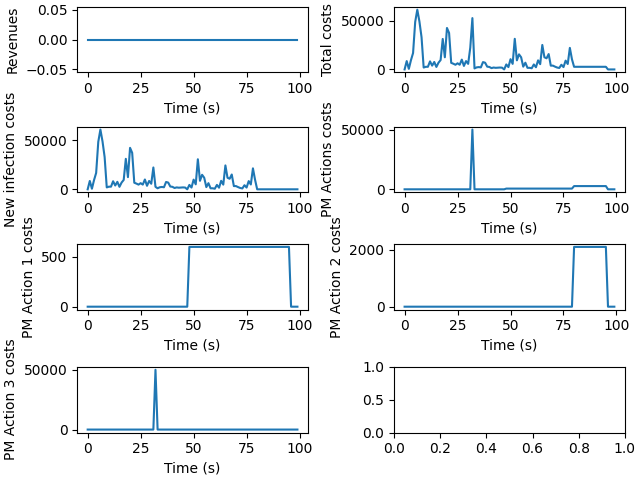 Revenues
0.05
0.00
−0.05
0 25 50 75 100
Time (s)
Total costs
50000
0
0 25 50 75 100
Time (s)
New infection costs
50000
0
0 25 50 75 100
Time (s)
PM Actions costs
50000
0
0 25 50 75 100
Time (s)
PM Action 1 costs
500
0
0 25 50 75 100
Time (s)
PM Action 2 costs
2000
0
0 25 50 75 100
Time (s)
PM Action 3 costs
50000
0
0 25 50 75 100
Time (s)
1.0
0.5
0.0
0.0 0.2 0.4 0.6 0.8 1.0